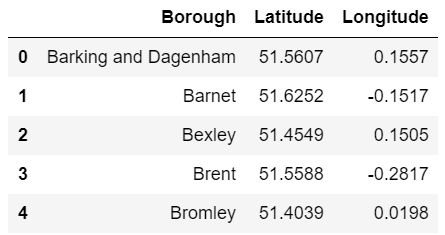 Borough Latitude Longitude
0 Barking and Dagenham 51.5607 0.1557
1 Barnet 51.6252 -0.1517
2 Bexley 51.4549 0.1505
3 Brent 51.5588 -0.2817
4 Bromley 51.4039 0.0198